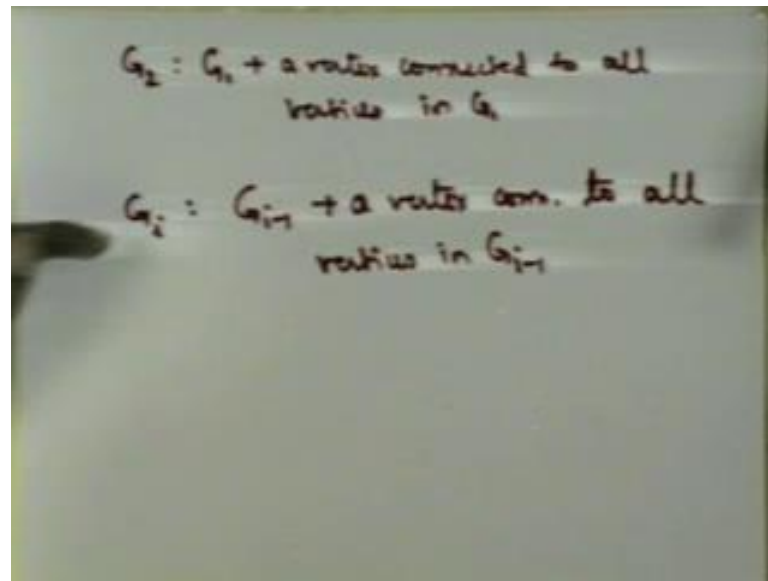 G₂ : G₁ + a vertex connected to all
vertices in G₁
Gᵢ : Gᵢ₋₁ + a vertex conn. to all
vertices in Gᵢ₋₁